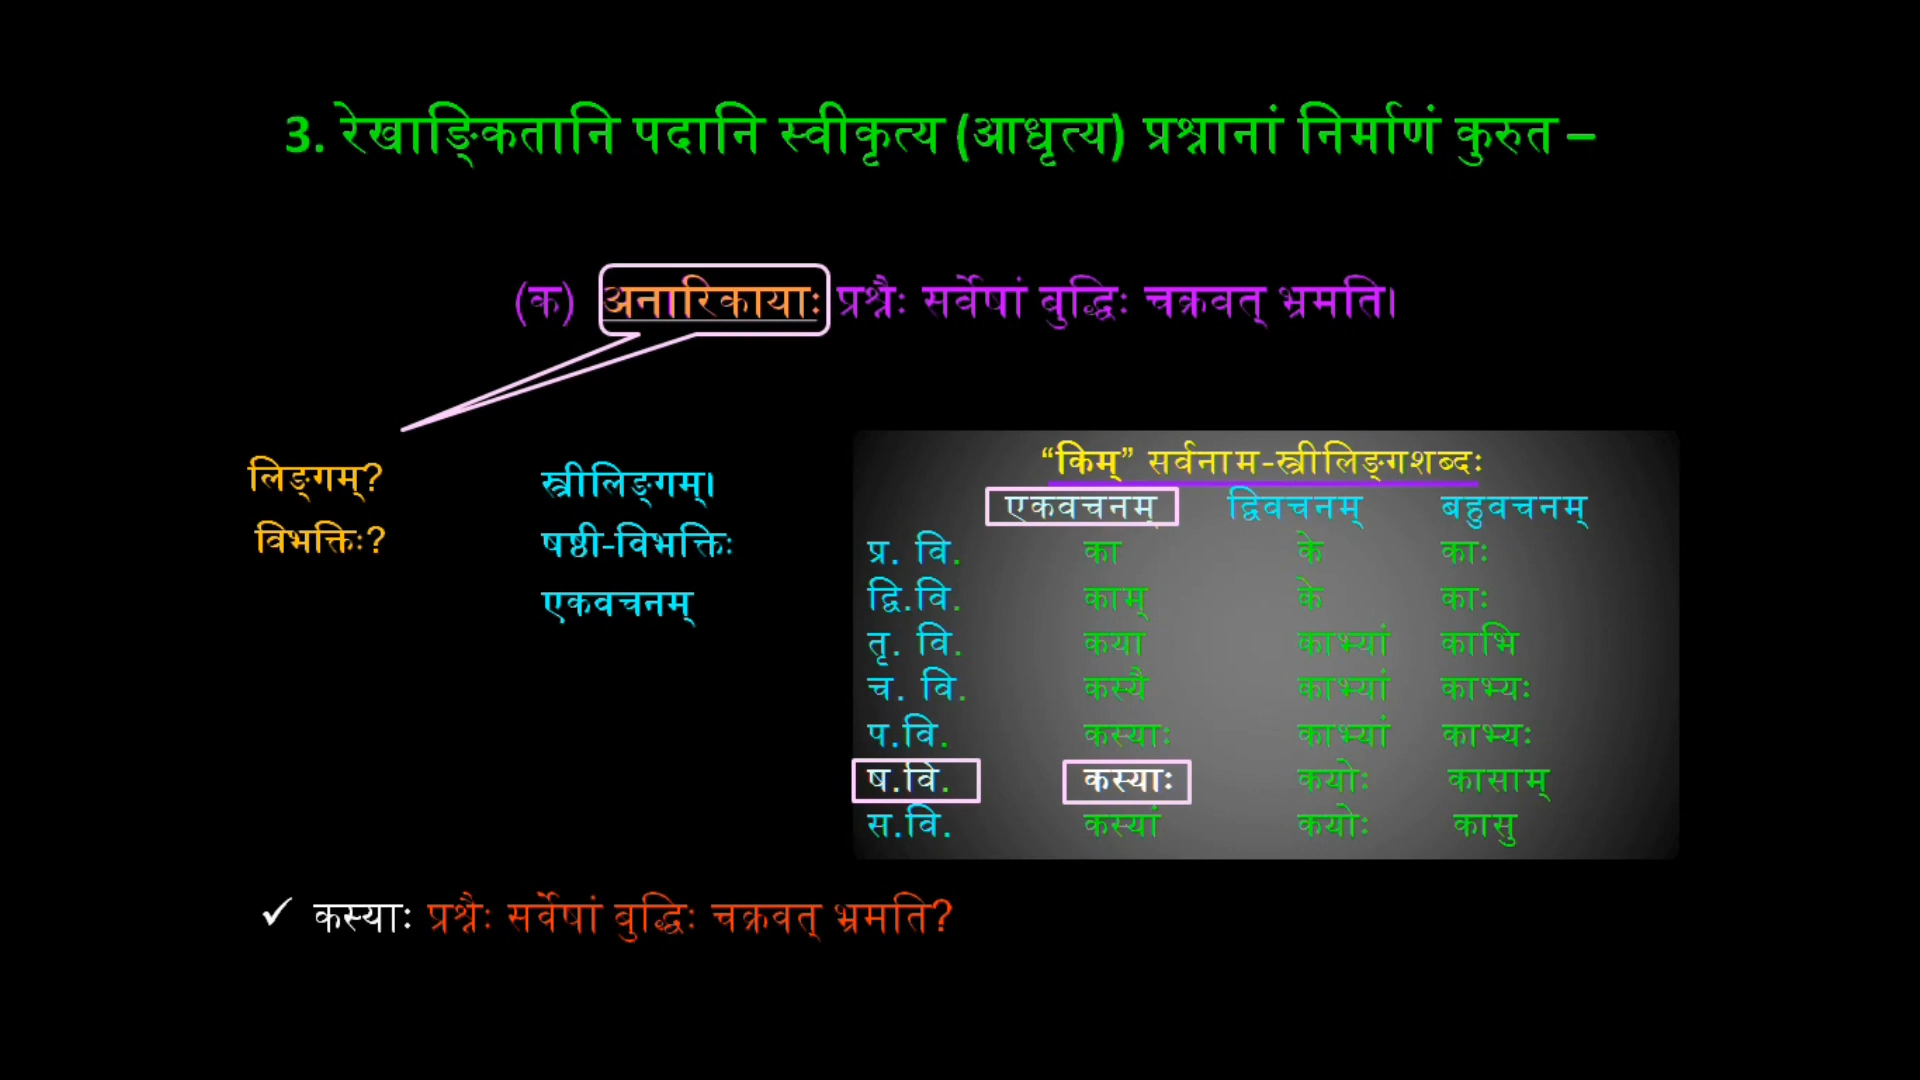 3. रेखाङ्कितानि पदानि स्वीकृत्य (आधृत्य) प्रश्नानां निर्माणं कुरुत –
(क) अनारिकायाः प्रश्नैः सर्वेषां बुद्धिः चक्रवत् भ्रमति।
लिङ्गम्? स्त्रीलिङ्गम्।
विभक्तिः? षष्ठी-विभक्तिः
एकवचनम्
“किम्” सर्वनाम-स्त्रीलिङ्गशब्दः
एकवचनम् द्विवचनम् बहुवचनम्
प्र. वि. का के काः
द्वि.वि. काम् के काः
तृ. वि. कया काभ्यां काभि
च. वि. कस्यै काभ्यां काभ्यः
प.वि. कस्याः काभ्यां काभ्यः
ष.वि. कस्याः कयोः कासाम्
स.वि. कस्यां कयोः कासु
✓ कस्याः प्रश्नैः सर्वेषां बुद्धिः चक्रवत् भ्रमति?